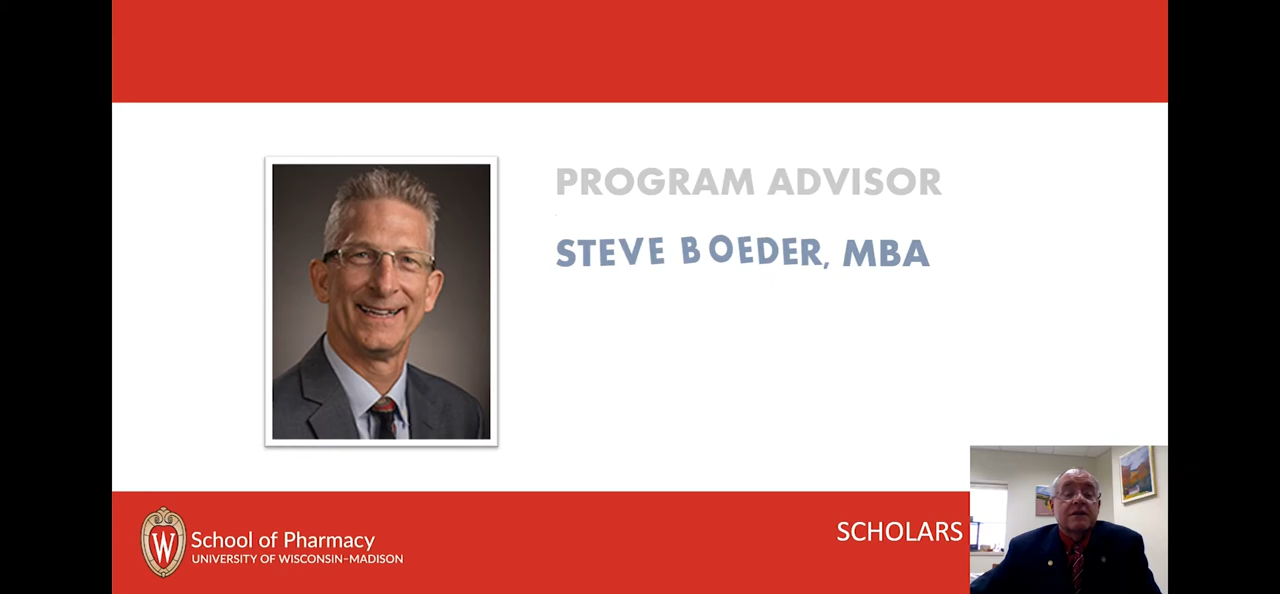 PROGRAM ADVISOR
STEVE BOEDER, MBA
W
School of Pharmacy
UNIVERSITY OF WISCONSIN–MADISON
SCHOLARS